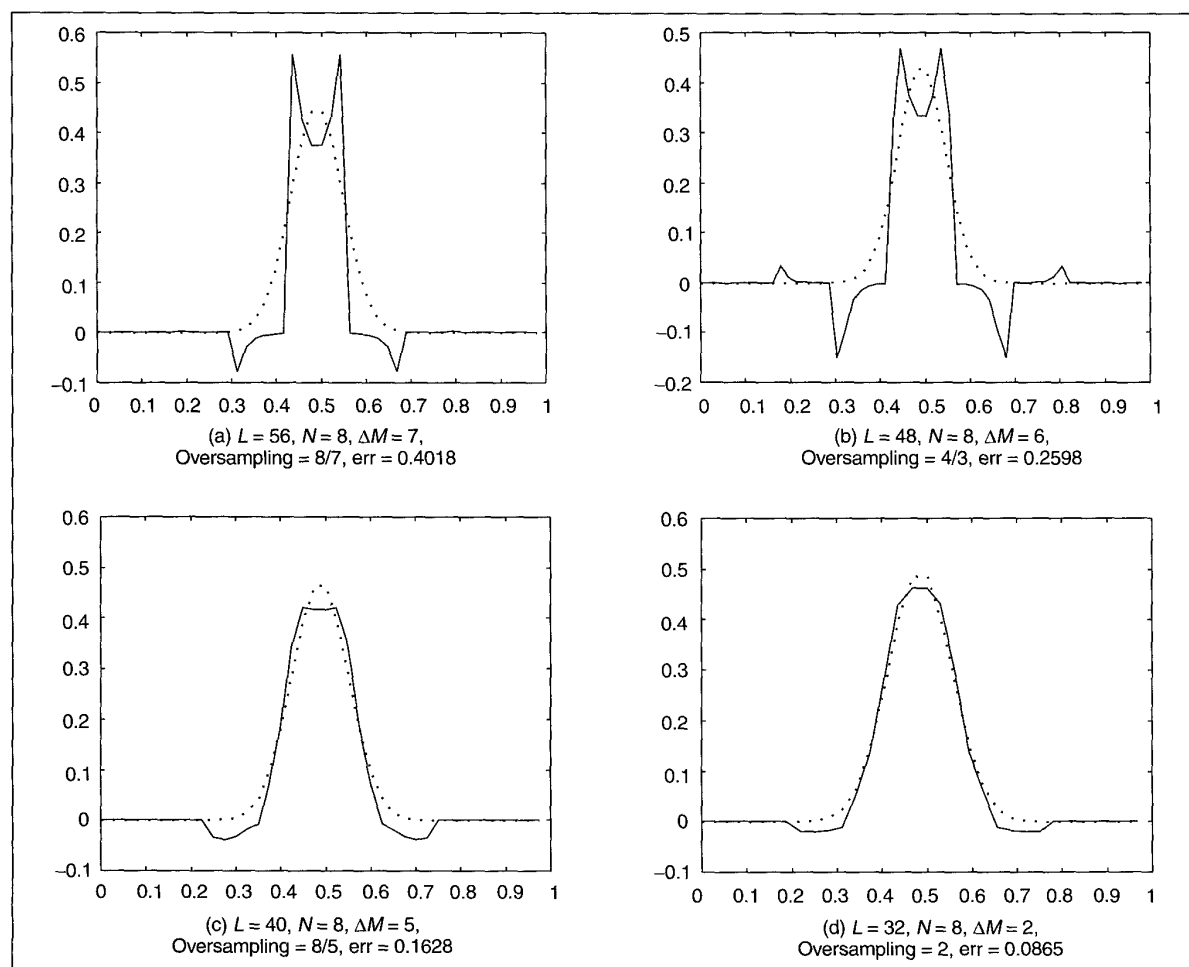 0.6
0.5
0.4
0.3
0.2
0.1
0
−0.1
0 0.1 0.2 0.3 0.4 0.5 0.6 0.7 0.8 0.9 1
(a) L = 56, N = 8, ΔM = 7,
Oversampling = 8/7, err = 0.4018
0.5
0.4
0.3
0.2
0.1
0
−0.1
−0.2
0 0.1 0.2 0.3 0.4 0.5 0.6 0.7 0.8 0.9 1
(b) L = 48, N = 8, ΔM = 6,
Oversampling = 4/3, err = 0.2598
0.6
0.5
0.4
0.3
0.2
0.1
0
−0.1
0 0.1 0.2 0.3 0.4 0.5 0.6 0.7 0.8 0.9 1
(c) L = 40, N = 8, ΔM = 5,
Oversampling = 8/5, err = 0.1628
0.6
0.5
0.4
0.3
0.2
0.1
0
−0.1
0 0.1 0.2 0.3 0.4 0.5 0.6 0.7 0.8 0.9 1
(d) L = 32, N = 8, ΔM = 2,
Oversampling = 2, err = 0.0865